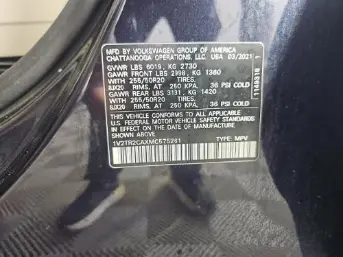 MFD. BY VOLKSWAGEN GROUP OF AMERICA
CHATTANOOGA OPERATIONS, LLC. USA 03/2021
GVWR LBS 6019, KG 2730
GAWR FRONT LBS 2998, KG 1360
WITH 255/50R20 TIRES,
8JX20 RIMS, AT 250 KPA, 36 PSI COLD
GAWR REAR LBS 3131, KG 1420
WITH 255/50R20 TIRES,
8JX20 RIMS, AT 250 KPA, 36 PSI COLD
THIS VEHICLE CONFORMS TO ALL APPLICABLE
FEDERAL MOTOR VEHICLE SAFETY AND
THEFT PREVENTION STANDARDS IN EFFECT
ON THE DATE OF MANUFACTURE
SHOWN ABOVE.
TYPE: MPV